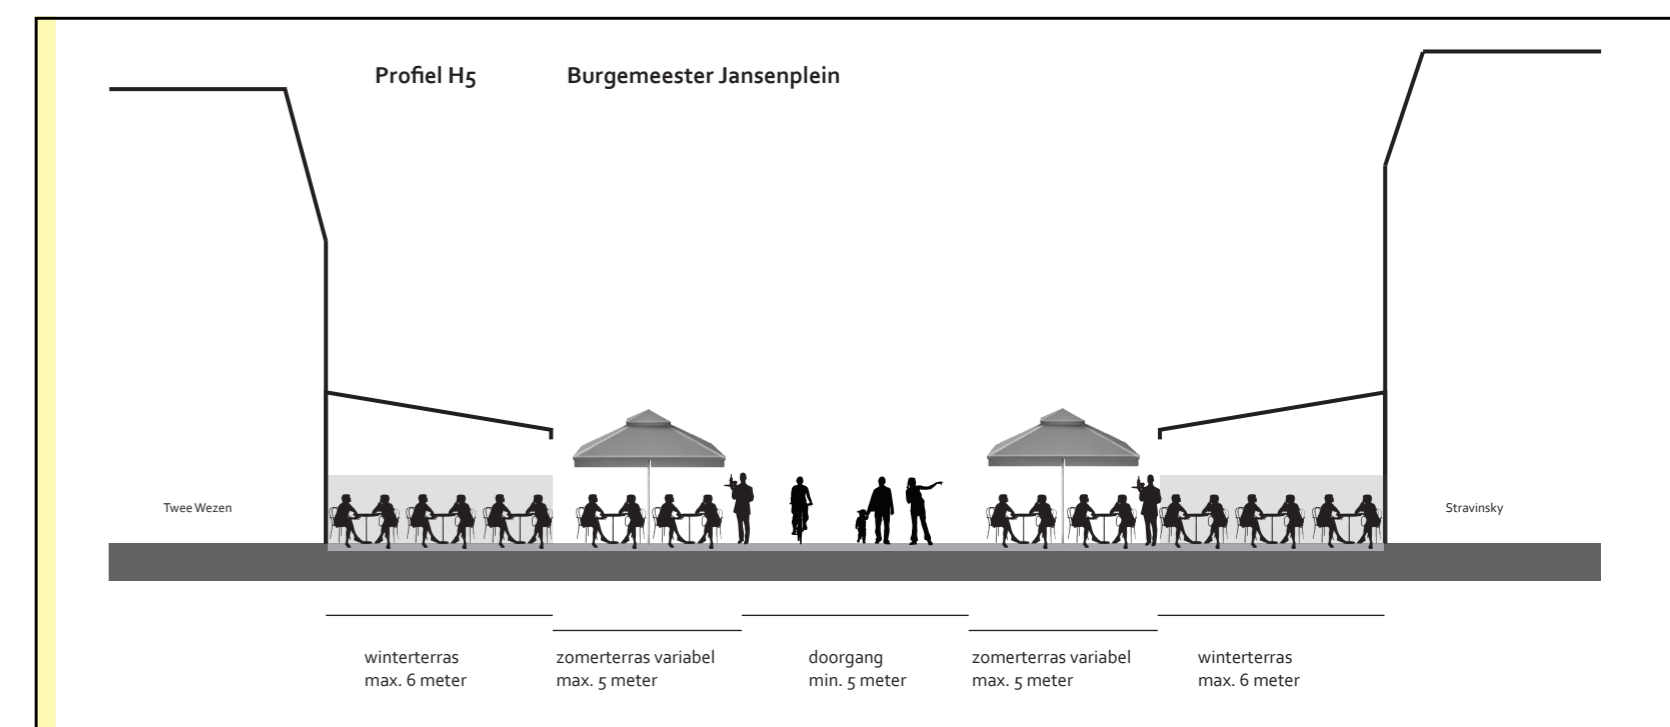 Profiel H5
Burgemeester Jansenplein
Twee Wezen
Stravinsky
winterterras
max. 6 meter
zomerterras variabel
max. 5 meter
doorgang
min. 5 meter
zomerterras variabel
max. 5 meter
winterterras
max. 6 meter